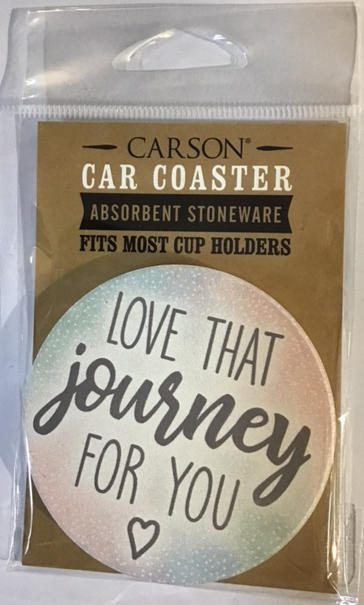 CARSON®
CAR COASTER
ABSORBENT STONEWARE
FITS MOST CUP HOLDERS
LOVE THAT
journey
FOR YOU